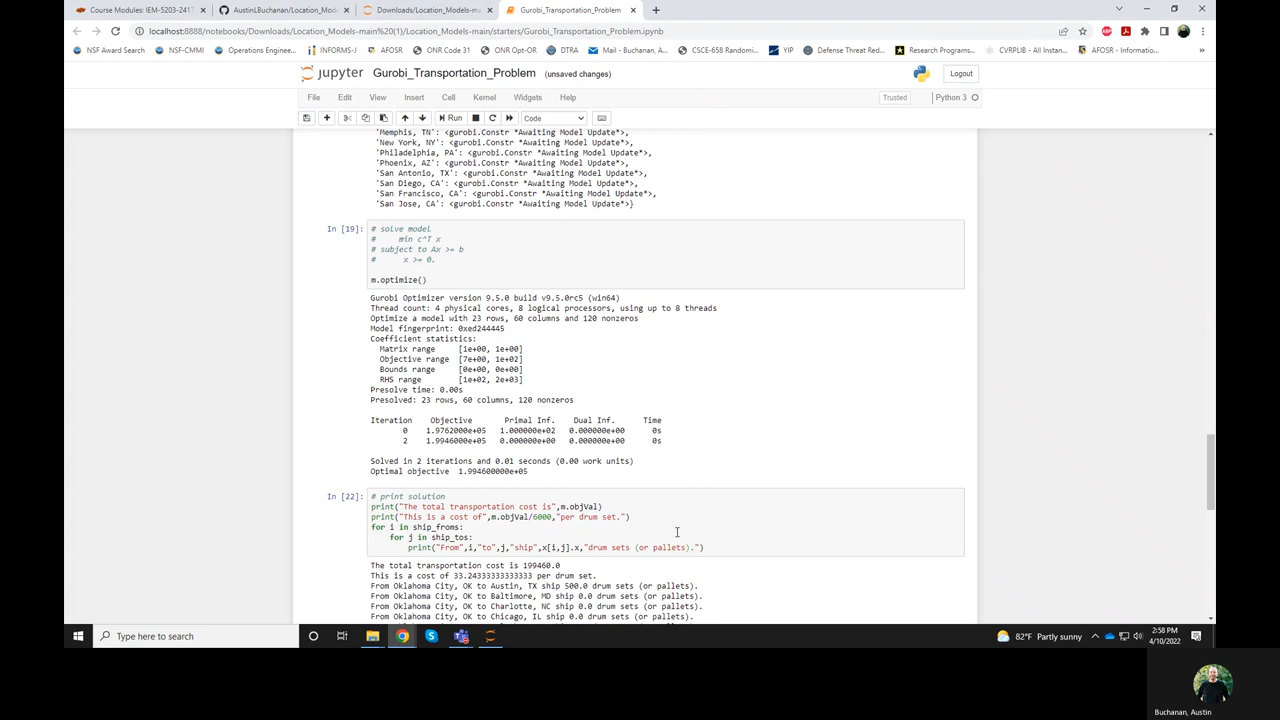 Course Modules: IEM-5203-2417
AustinLBuchanan/Location_Mode
Downloads/Location_Models-main
Gurobi_Transportation_Problem
localhost:8888/notebooks/Downloads/Location_Models-main%20(1)/Location_Models-main/starters/Gurobi_Transportation_Problem.ipynb
NSF Award Search
NSF-CMMI
Operations Engine...
INFORMS-J
AFOSR
ONR Code 31
ONR Opt-OR
DTRA
Mail - Buchanan, A...
CSCE-658 Randomi...
YIP
Defense Threat Red...
Research Programs...
CVRPLIB - All Instan...
AFOSR - Informatio...
jupyter Gurobi_Transportation_Problem (unsaved changes)
Logout
File Edit View Insert Cell Kernel Widgets Help
Trusted
Python 3
Run
Code
'Memphis, TN': <gurobi.Constr *Awaiting Model Update*>,
'New York, NY': <gurobi.Constr *Awaiting Model Update*>,
'Philadelphia, PA': <gurobi.Constr *Awaiting Model Update*>,
'Phoenix, AZ': <gurobi.Constr *Awaiting Model Update*>,
'San Antonio, TX': <gurobi.Constr *Awaiting Model Update*>,
'San Diego, CA': <gurobi.Constr *Awaiting Model Update*>,
'San Francisco, CA': <gurobi.Constr *Awaiting Model Update*>,
'San Jose, CA': <gurobi.Constr *Awaiting Model Update*>}
In [19]: # solve model
# min c^T x
# subject to Ax >= b
# x >= 0.
m.optimize()
Gurobi Optimizer version 9.5.0 build v9.5.0rc5 (win64)
Thread count: 4 physical cores, 8 logical processors, using up to 8 threads
Optimize a model with 23 rows, 60 columns and 120 nonzeros
Model fingerprint: 0xed244445
Coefficient statistics:
Matrix range [1e+00, 1e+00]
Objective range [7e+00, 1e+02]
Bounds range [0e+00, 0e+00]
RHS range [1e+02, 2e+03]
Presolve time: 0.00s
Presolved: 23 rows, 60 columns, 120 nonzeros
Iteration Objective Primal Inf. Dual Inf. Time
0 1.9762000e+05 1.000000e+02 0.000000e+00 0s
2 1.9946000e+05 0.000000e+00 0.000000e+00 0s
Solved in 2 iterations and 0.01 seconds (0.00 work units)
Optimal objective 1.994600000e+05
In [22]: # print solution
print("The total transportation cost is",m.objVal)
print("This is a cost of",m.objVal/6000,"per drum set.")
for i in ship_froms:
for j in ship_tos:
print("From",i,"to",j,"ship",x[i,j].x,"drum sets (or pallets).")
The total transportation cost is 199460.0
This is a cost of 33.24333333333333 per drum set.
From Oklahoma City, OK to Austin, TX ship 500.0 drum sets (or pallets).
From Oklahoma City, OK to Baltimore, MD ship 0.0 drum sets (or pallets).
From Oklahoma City, OK to Charlotte, NC ship 0.0 drum sets (or pallets).
From Oklahoma City, OK to Chicago, IL ship 0.0 drum sets (or pallets).
Type here to search
82°F Partly sunny
2:58 PM
4/10/2022
Buchanan, Austin